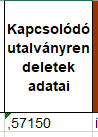 Kapcsolódó
utalványren
deletek
adatai
,57150
i